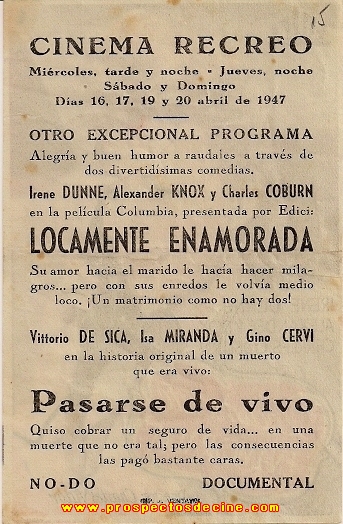 15
CINEMA RECREO
Miércoles, tarde y noche - Jueves, noche
Sábado y Domingo
Días 16, 17, 19 y 20 abril de 1947
OTRO EXCEPCIONAL PROGRAMA
Alegría y buen humor a raudales a través de
dos divertidísimas comedias.
Irene DUNNE, Alexander KNOX y Charles COBURN
en la película Columbia, presentada por Edici:
LOCAMENTE ENAMORADA
Su amor hacia el marido le hacía hacer mila-
gros... pero con sus enredos le volvía medio
loco. ¡Un matrimonio como no hay dos!
Vittorio DE SICA, Isa MIRANDA y Gino CERVI
en la historia original de un muerto
que era vivo:
Pasarse de vivo
Quiso cobrar un seguro de vida... en una
muerte que no era tal; pero las consecuencias
las pagó bastante caras.
NO-DO DOCUMENTAL
www.prospectosdecine.com